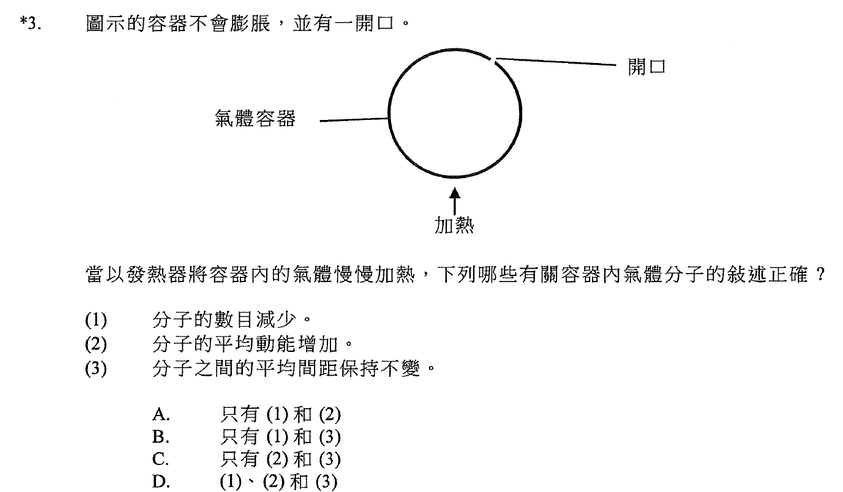 *3. 圖示的容器不會膨脹，並有一開口。
開口
氣體容器
加熱
當以發熱器將容器內的氣體慢慢加熱，下列哪些有關容器內氣體分子的敍述正確？
(1) 分子的數目減少。
(2) 分子的平均動能增加。
(3) 分子之間的平均間距保持不變。
A. 只有 (1) 和 (2)
B. 只有 (1) 和 (3)
C. 只有 (2) 和 (3)
D. (1)、(2) 和 (3)